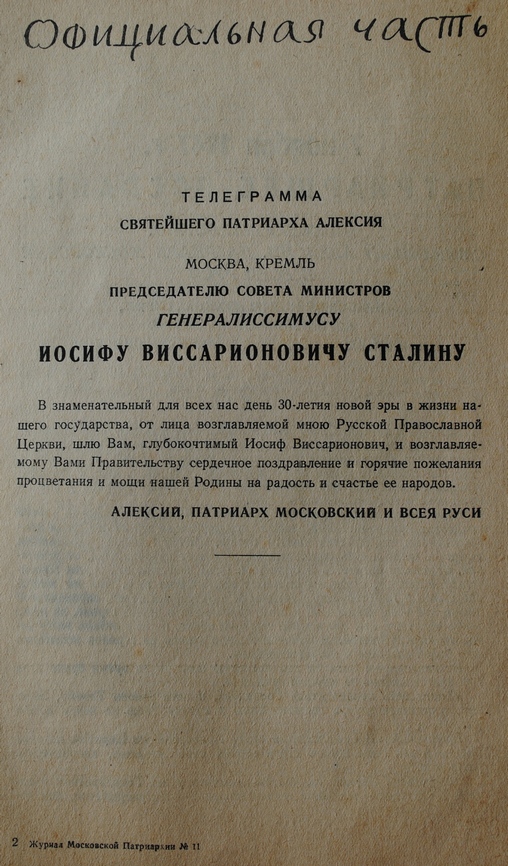 Официальная часть
ТЕЛЕГРАММА
СВЯТЕЙШЕГО ПАТРИАРХА АЛЕКСИЯ
МОСКВА, КРЕМЛЬ
ПРЕДСЕДАТЕЛЮ СОВЕТА МИНИСТРОВ
ГЕНЕРАЛИССИМУСУ
ИОСИФУ ВИССАРИОНОВИЧУ СТАЛИНУ
В знаменательный для всех нас день 30-летия новой эры в жизни на-
шего государства, от лица возглавляемой мною Русской Православной
Церкви, шлю Вам, глубокочтимый Иосиф Виссарионович, и возглавляе-
мому Вами Правительству сердечное поздравление и горячие пожелания
процветания и мощи нашей Родины на радость и счастье ее народов.
АЛЕКСИЙ, ПАТРИАРХ МОСКОВСКИЙ И ВСЕЯ РУСИ
2 Журнал Московской Патриархии № 11